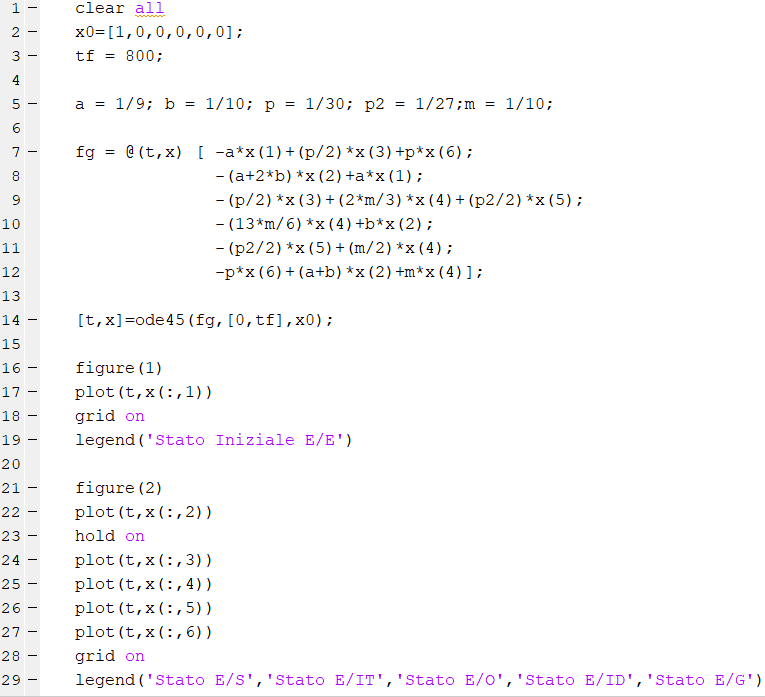 1 - clear all
2 - x0=[1,0,0,0,0,0];
3 - tf = 800;
4
5 - a = 1/9; b = 1/10; p = 1/30; p2 = 1/27;m = 1/10;
6
7 - fg = @(t,x) [ -a*x(1)+(p/2)*x(3)+p*x(6);
8 -(a+2*b)*x(2)+a*x(1);
9 -(p/2)*x(3)+(2*m/3)*x(4)+(p2/2)*x(5);
10 -(13*m/6)*x(4)+b*x(2);
11 -(p2/2)*x(5)+(m/2)*x(4);
12 -p*x(6)+(a+b)*x(2)+m*x(4)];
13
14 - [t,x]=ode45(fg,[0,tf],x0);
15
16 - figure(1)
17 - plot(t,x(:,1))
18 - grid on
19 - legend('Stato Iniziale E/E')
20
21 - figure(2)
22 - plot(t,x(:,2))
23 - hold on
24 - plot(t,x(:,3))
25 - plot(t,x(:,4))
26 - plot(t,x(:,5))
27 - plot(t,x(:,6))
28 - grid on
29 - legend('Stato E/S','Stato E/IT','Stato E/O','Stato E/ID','Stato E/G')